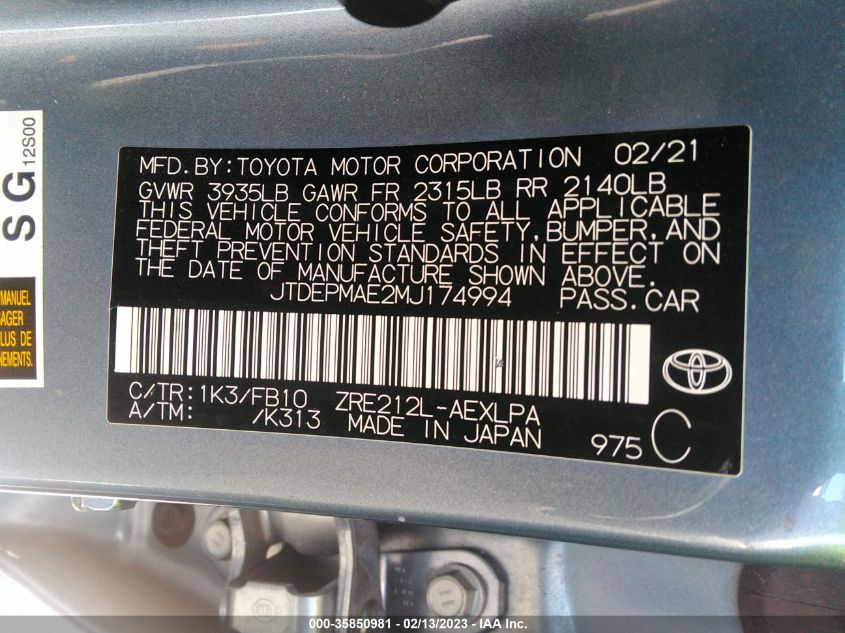 MFD.BY:TOYOTA MOTOR CORPORATION 02/21
GVWR 3935LB GAWR FR 2315LB RR 2140LB
THIS VEHICLE CONFORMS TO ALL APPLICABLE
FEDERAL MOTOR VEHICLE SAFETY,BUMPER,AND
THEFT PREVENTION STANDARDS IN EFFECT ON
THE DATE OF MANUFACTURE SHOWN ABOVE.
JTDEPMAE2MJ174994 PASS.CAR
C/TR:1K3/FB10 ZRE212L-AEXLPA
A/TM: /K313 MADE IN JAPAN 975 C
SG 12S00
MANUEL
SAGER
PLUS DE
NEMENTS.
000-35850981 - 02/13/2023 - IAA Inc.